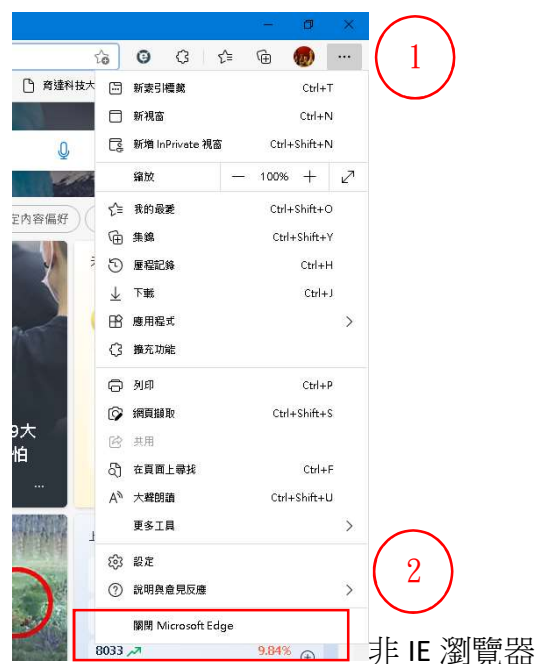 1
育達科技大
新索引標籤 Ctrl+T
新視窗 Ctrl+N
新增 InPrivate 視窗 Ctrl+Shift+N
縮放 — 100% +
我的最愛 Ctrl+Shift+O
定內容偏好
集錦 Ctrl+Shift+Y
歷程記錄 Ctrl+H
下載 Ctrl+J
應用程式
擴充功能
列印 Ctrl+P
網頁擷取 Ctrl+Shift+S
9大
共用
怕
在頁面上尋找 Ctrl+F
大聲朗讀 Ctrl+Shift+U
更多工具
設定
2
說明與意見反應
關閉 Microsoft Edge
8033 9.84%
非 IE 瀏覽器